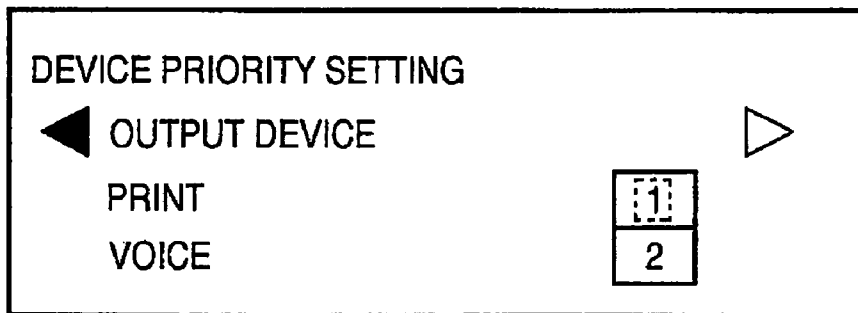 DEVICE PRIORITY SETTING
OUTPUT DEVICE
PRINT 1
VOICE 2